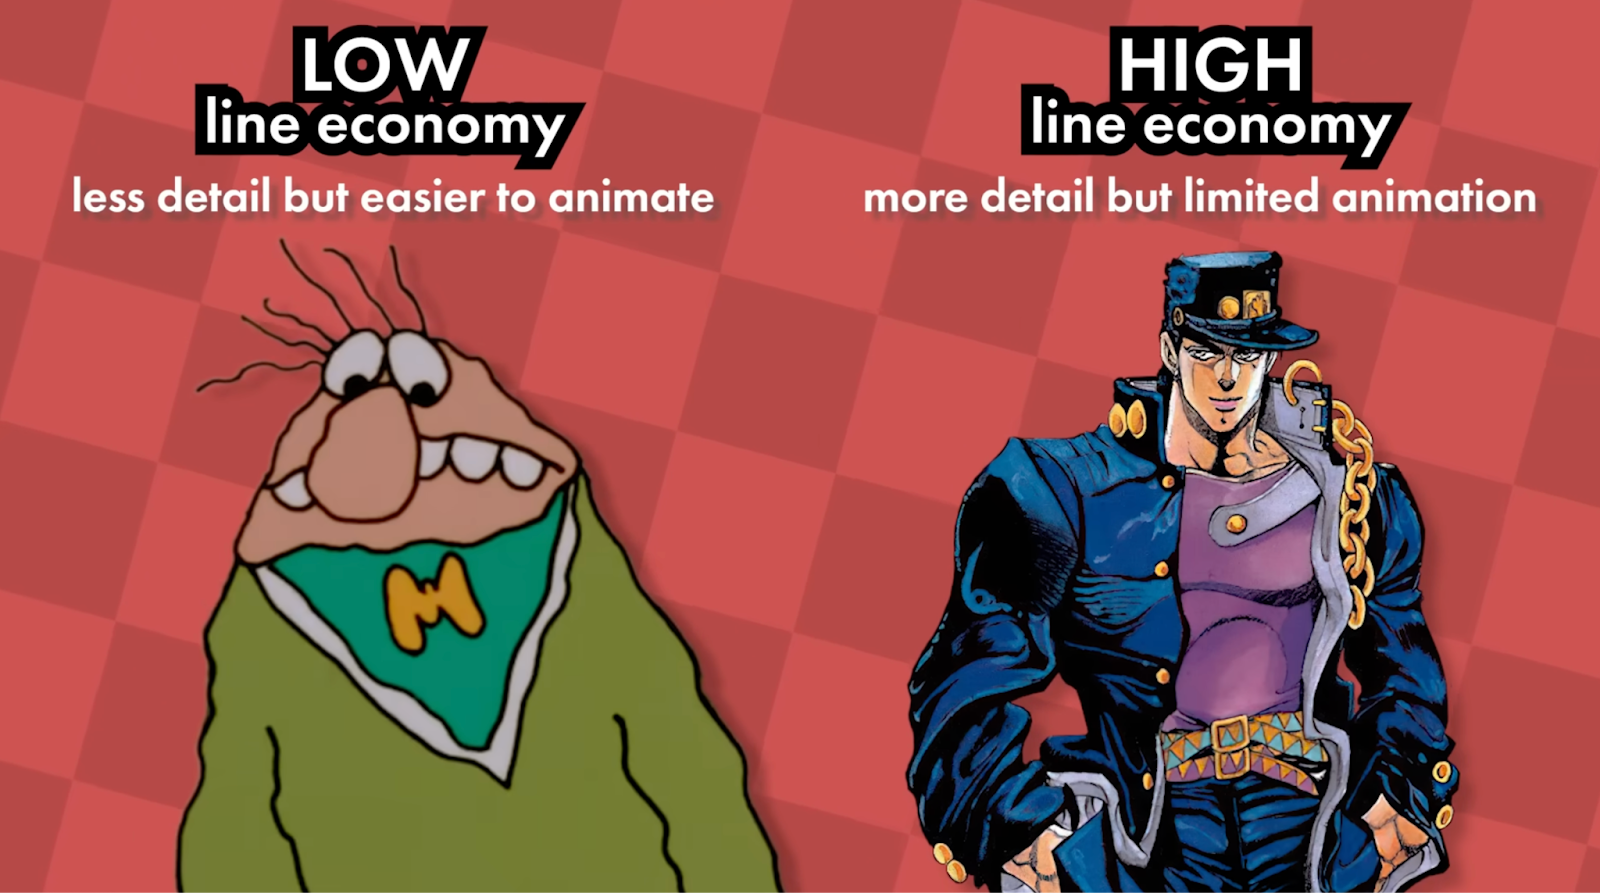 LOW
line economy
less detail but easier to animate
HIGH
line economy
more detail but limited animation
M